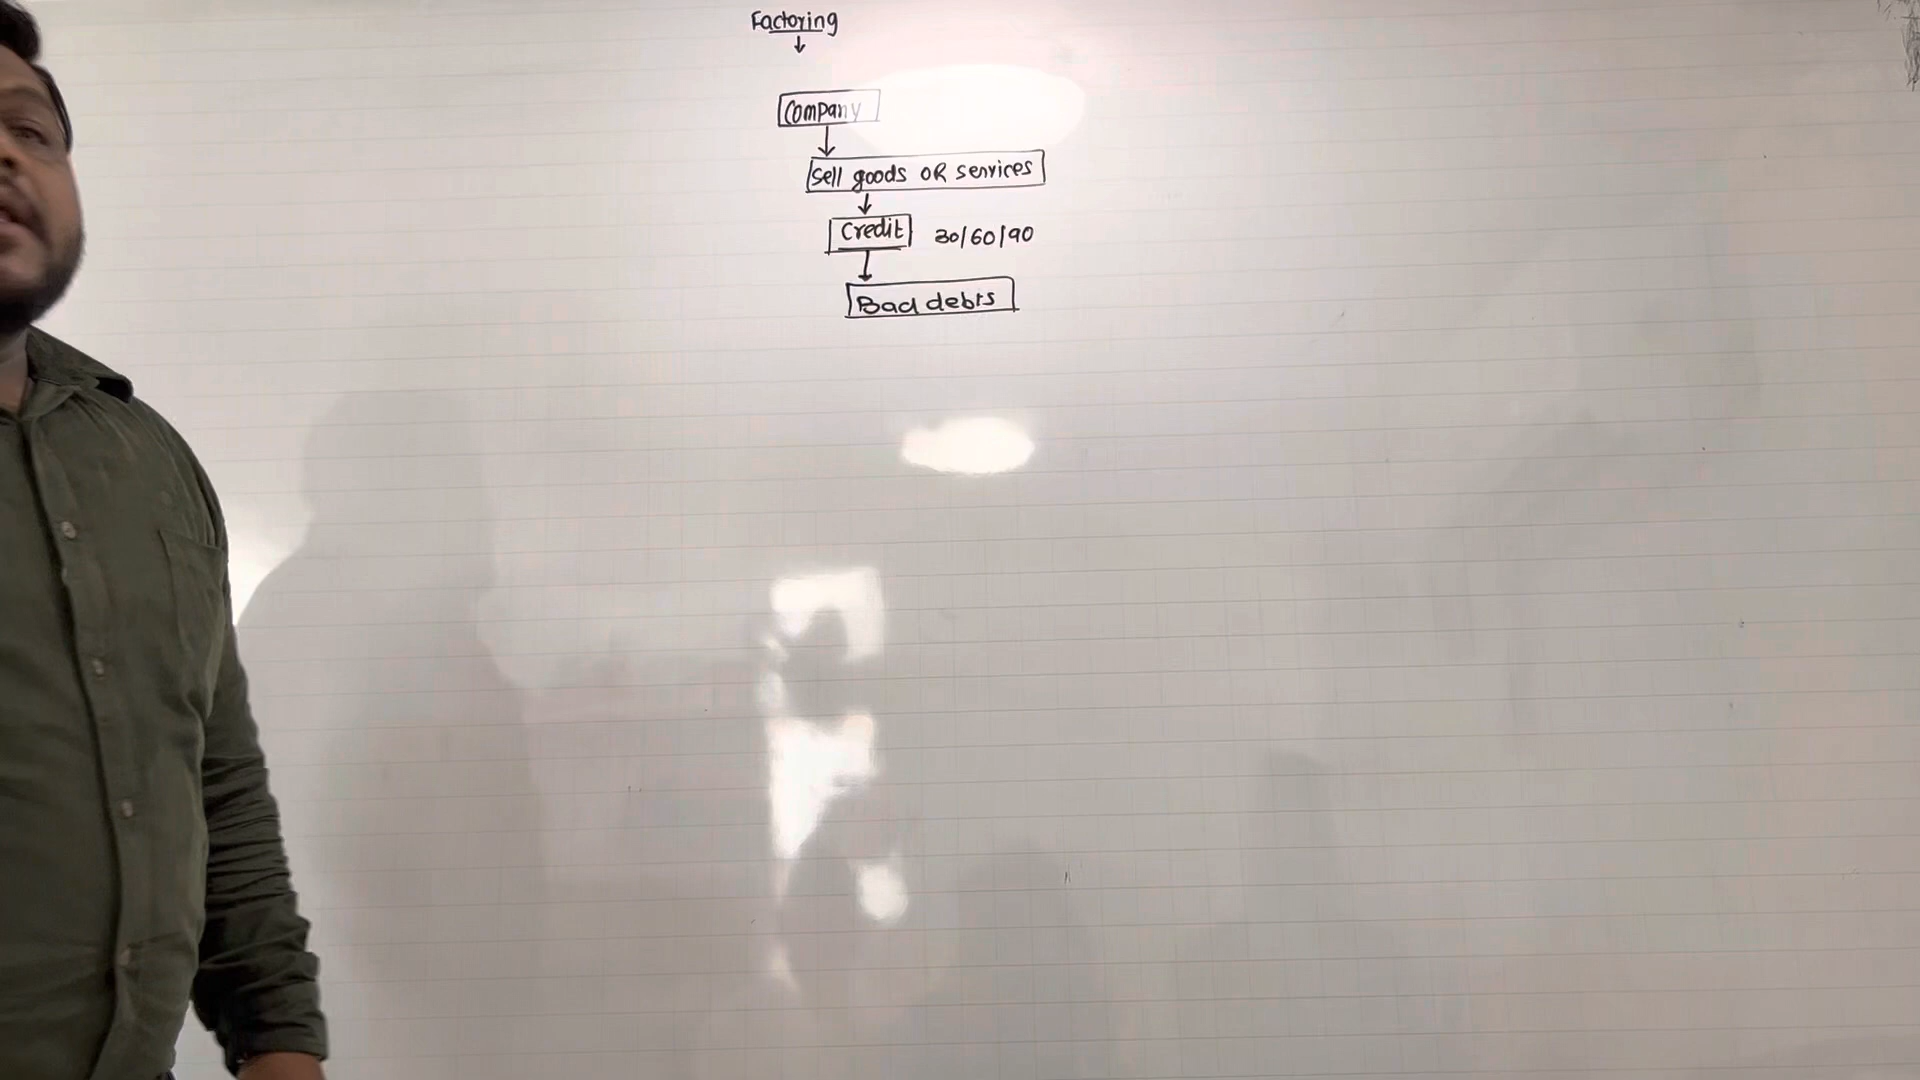 Factoring
Company
Sell goods OR services
Credit 30/60/90
Bad debts